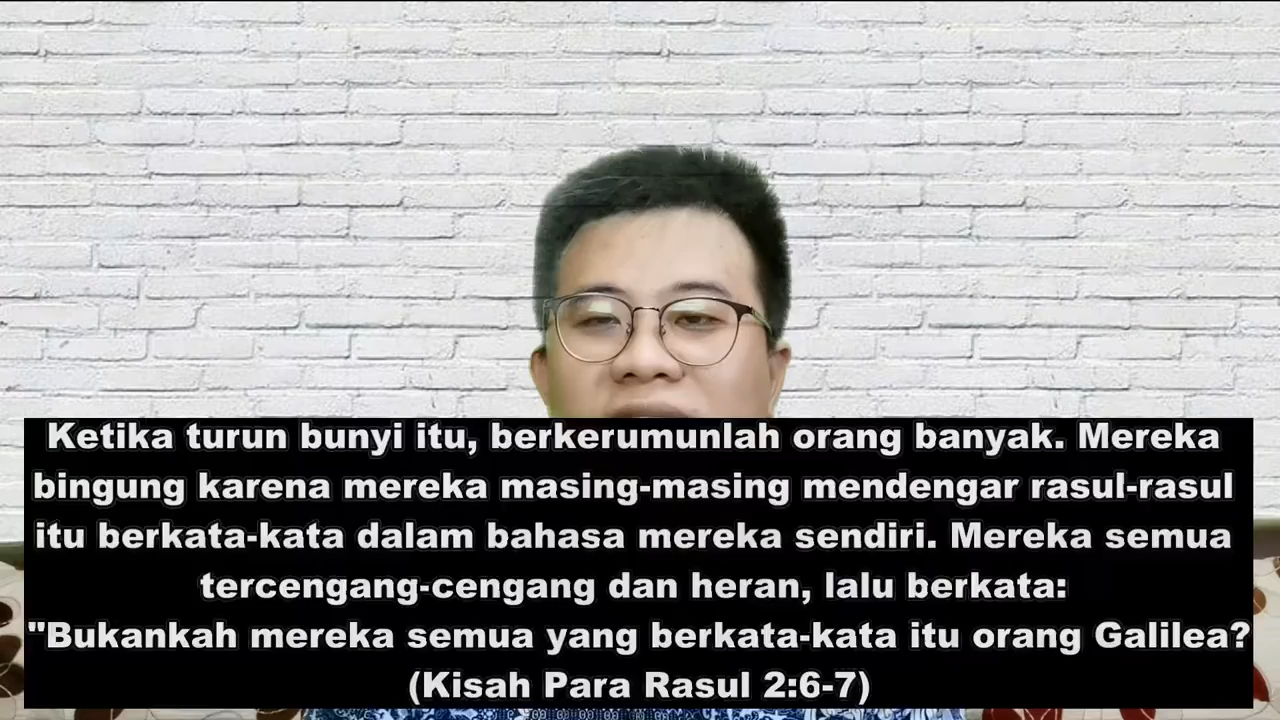 Ketika turun bunyi itu, berkerumunlah orang banyak. Mereka
bingung karena mereka masing-masing mendengar rasul-rasul
itu berkata-kata dalam bahasa mereka sendiri. Mereka semua
tercengang-cengang dan heran, lalu berkata:
"Bukankah mereka semua yang berkata-kata itu orang Galilea?
(Kisah Para Rasul 2:6-7)